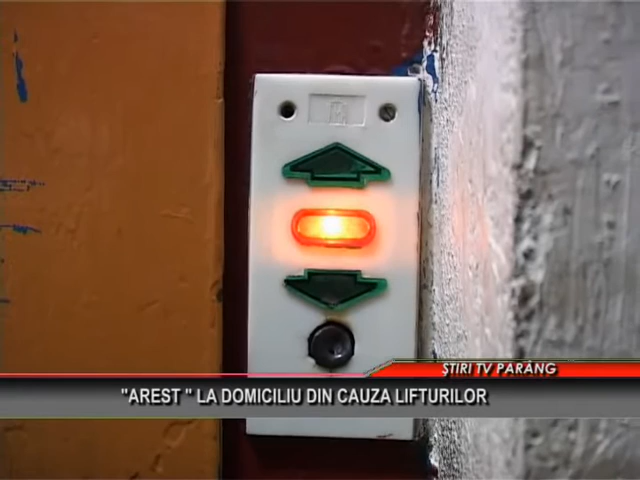 ŞTIRI TV PARÂNG
"AREST " LA DOMICILIU DIN CAUZA LIFTURILOR